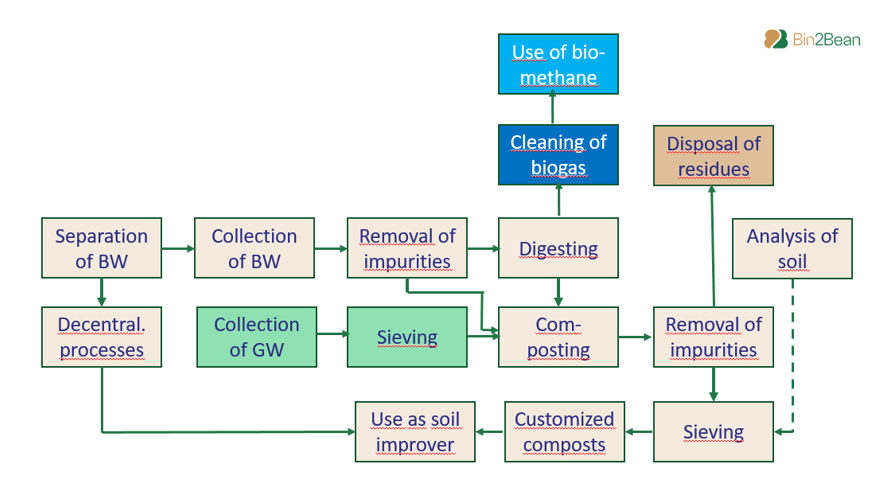 Bin2Bean
Use of bio-
methane
Cleaning of
biogas
Disposal of
residues
Separation
of BW
Collection
of BW
Removal of
impurities
Digesting
Analysis of
soil
Decentral.
processes
Collection
of GW
Sieving
Com-
posting
Removal of
impurities
Use as soil
improver
Customized
composts
Sieving